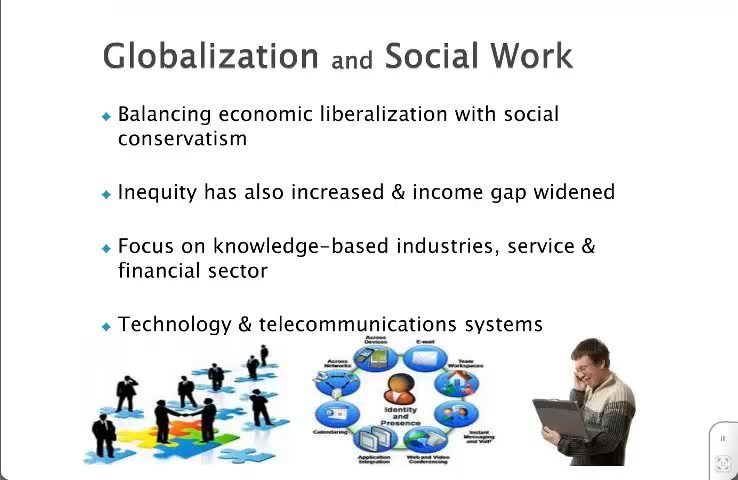 Globalization and Social Work
Balancing economic liberalization with social
conservatism
Inequity has also increased & income gap widened
Focus on knowledge-based industries, service &
financial sector
Technology & telecommunications systems
Across
Devices
E-mail
Across
Networks
Team
Workspaces
Identity
and
Presence
Calendaring
Instant
Messaging
and VoIP
Application
Integration
Web and Video
Conferencing